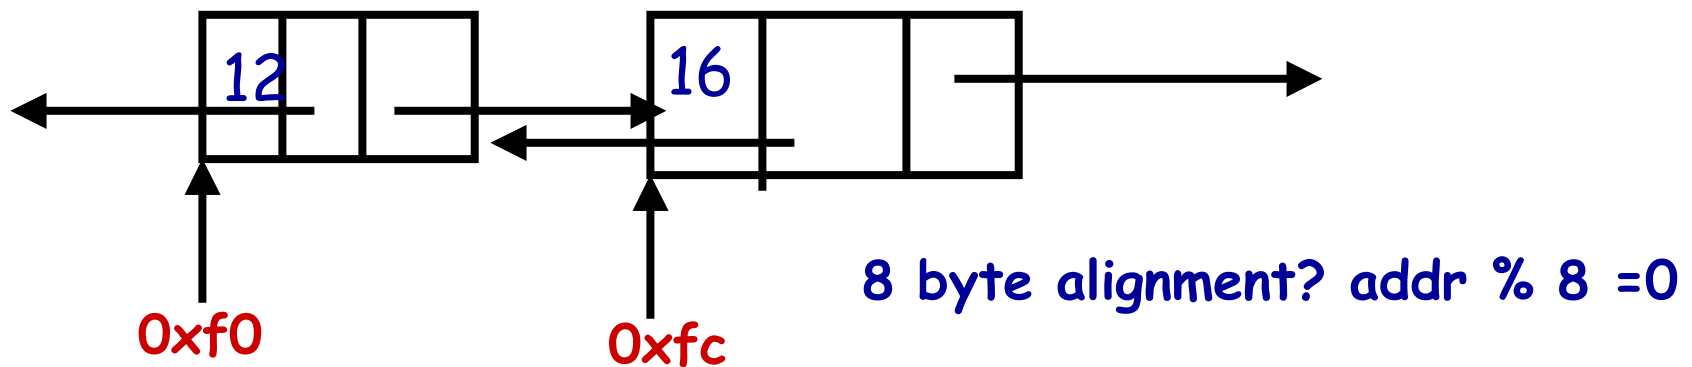 12
16
8 byte alignment? addr % 8 =0
0xf0
0xfc